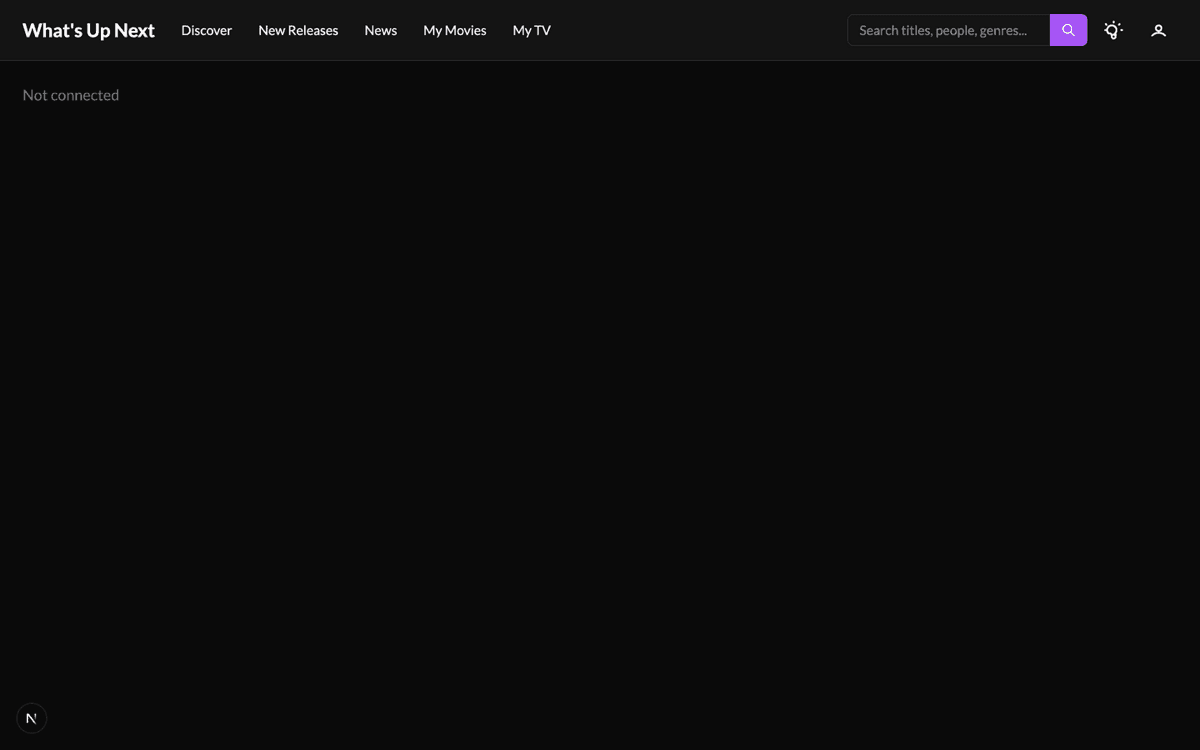 What's Up Next
Discover
New Releases
News
My Movies
My TV
Search titles, people, genres...
Not connected
N